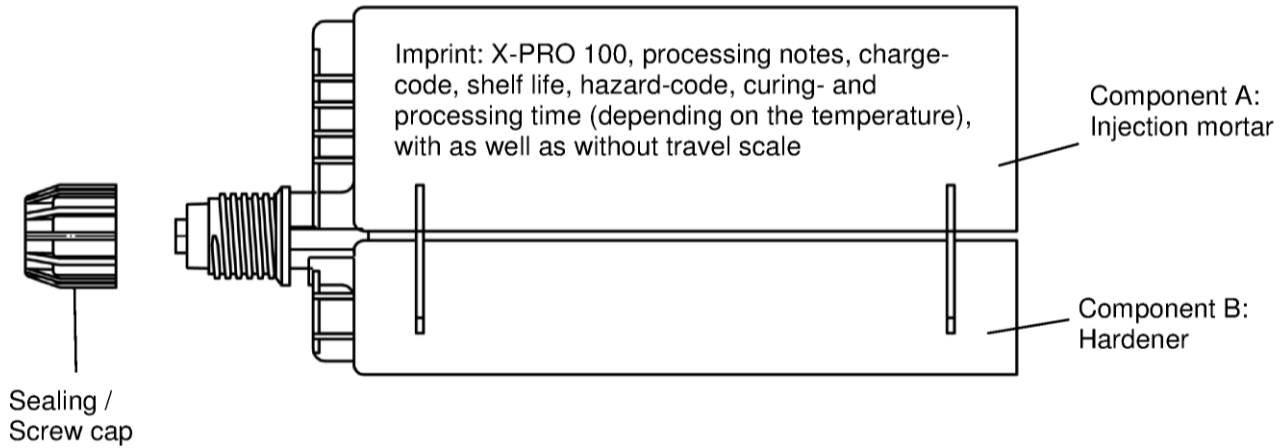 Imprint: X-PRO 100, processing notes, charge-
code, shelf life, hazard-code, curing- and
processing time (depending on the temperature),
with as well as without travel scale
Component A:
Injection mortar
Component B:
Hardener
Sealing /
Screw cap